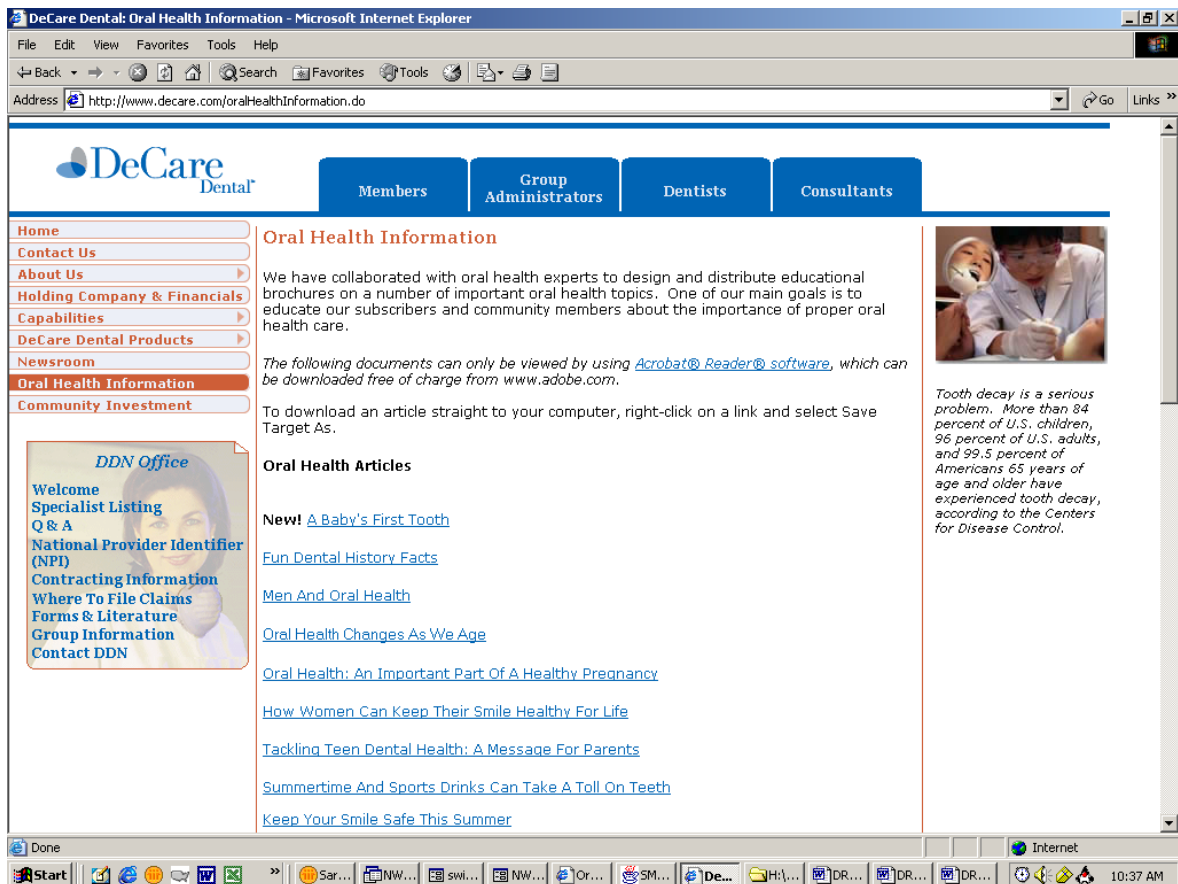 DeCare Dental: Oral Health Information - Microsoft Internet Explorer
File Edit View Favorites Tools Help
Back Search Favorites Tools
Address http://www.decare.com/oralHealthInformation.do Go Links »
DeCare
Dental
Members
Group
Administrators
Dentists
Consultants
Home
Contact Us
About Us
Holding Company & Financials
Capabilities
DeCare Dental Products
Newsroom
Oral Health Information
Community Investment
DDN Office
Welcome
Specialist Listing
Q & A
National Provider Identifier
(NPI)
Contracting Information
Where To File Claims
Forms & Literature
Group Information
Contact DDN
Oral Health Information
We have collaborated with oral health experts to design and distribute educational
brochures on a number of important oral health topics. One of our main goals is to
educate our subscribers and community members about the importance of proper oral
health care.
The following documents can only be viewed by using Acrobat® Reader® software, which can
be downloaded free of charge from www.adobe.com.
To download an article straight to your computer, right-click on a link and select Save
Target As.
Oral Health Articles
New! A Baby's First Tooth
Fun Dental History Facts
Men And Oral Health
Oral Health Changes As We Age
Oral Health: An Important Part Of A Healthy Pregnancy
How Women Can Keep Their Smile Healthy For Life
Tackling Teen Dental Health: A Message For Parents
Summertime And Sports Drinks Can Take A Toll On Teeth
Keep Your Smile Safe This Summer
Tooth decay is a serious
problem. More than 84
percent of U.S. children,
96 percent of U.S. adults,
and 99.5 percent of
Americans 65 years of
age and older have
experienced tooth decay,
according to the Centers
for Disease Control.
Done Internet
Start » Sar... NW... swi... NW... Or... SM... De... H:\... DR... DR... DR... 10:37 AM